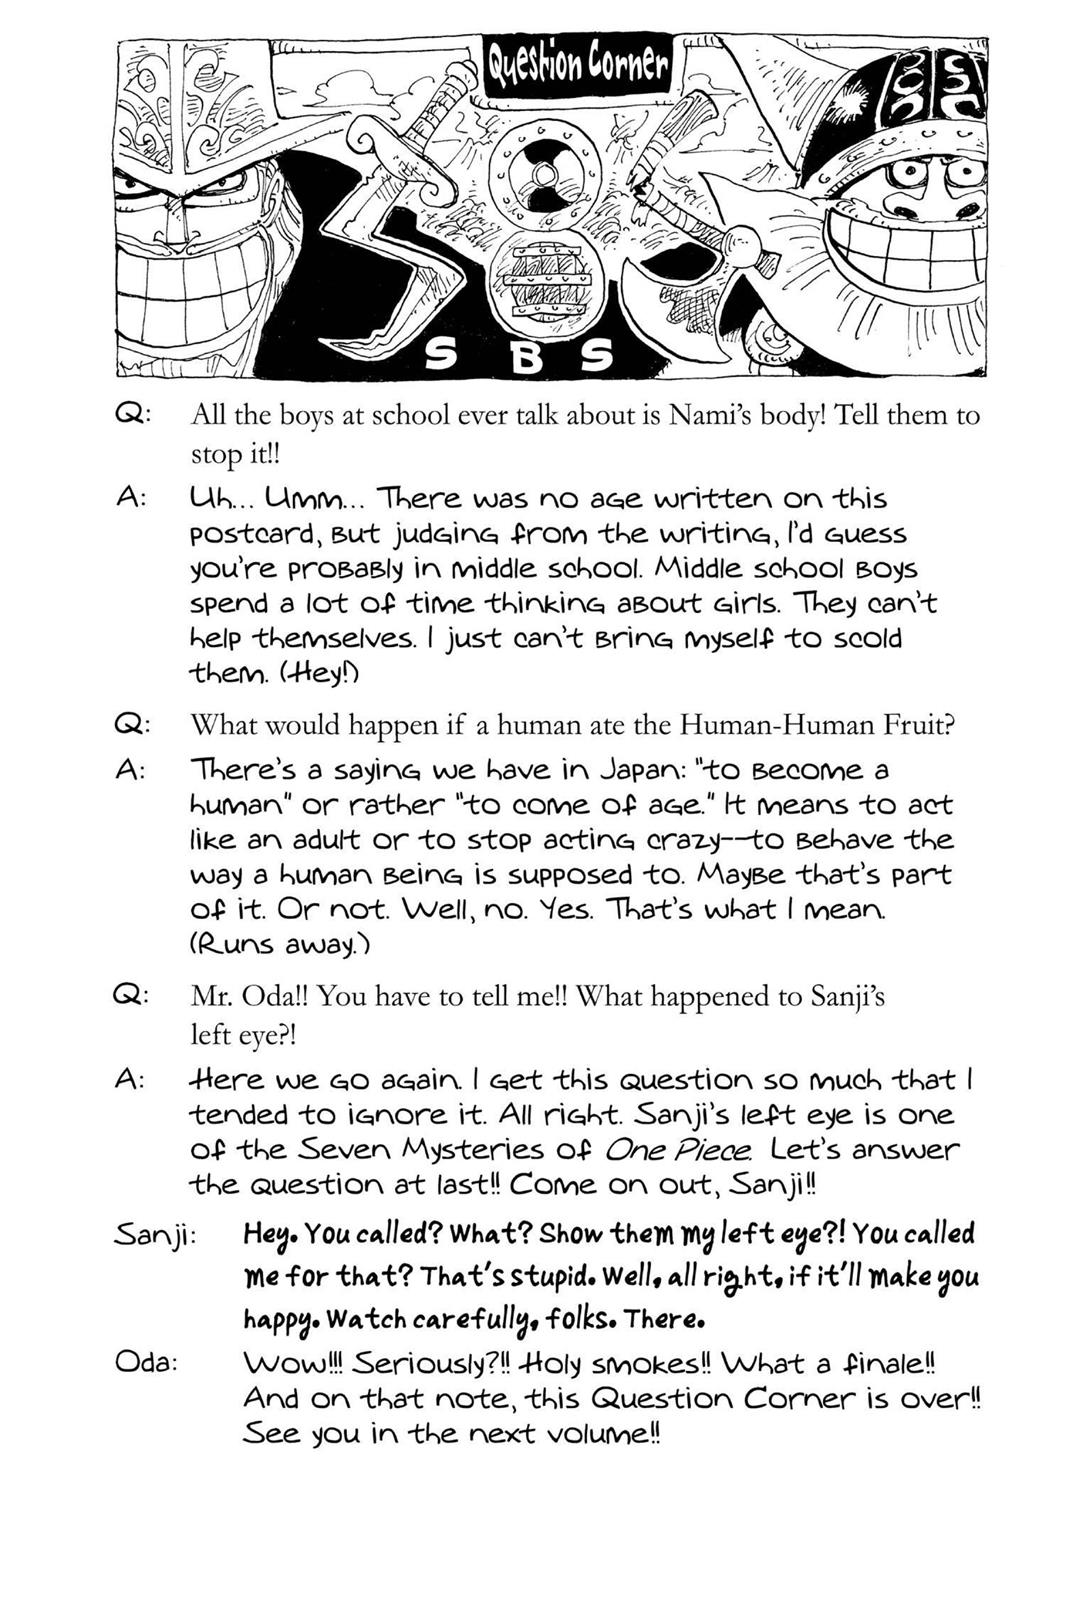 Question Corner
S B S
Q: All the boys at school ever talk about is Nami's body! Tell them to
stop it!!
A: Uh... Umm... There was no age written on this
postcard, but judging from the writing, I'd guess
you're probably in middle school. Middle school boys
spend a lot of time thinking about girls. They can't
help themselves. I just can't bring myself to scold
them. (Hey!)
Q: What would happen if a human ate the Human-Human Fruit?
A: There's a saying we have in Japan: "to become a
human" or rather "to come of age." It means to act
like an adult or to stop acting crazy--to behave the
way a human being is supposed to. Maybe that's part
of it. Or not. Well, no. Yes. That's what I mean.
(Runs away.)
Q: Mr. Oda!! You have to tell me!! What happened to Sanji's
left eye?!
A: Here we go again. I get this question so much that I
tended to ignore it. All right. Sanji's left eye is one
of the Seven Mysteries of One Piece. Let's answer
the question at last!! Come on out, Sanji!!
Sanji: Hey. You called? What? Show them my left eye?! You called
me for that? That's stupid. Well, all right, if it'll make you
happy. Watch carefully, folks. There.
Oda: Wow!!! Seriously?!! Holy smokes!! What a finale!!
And on that note, this Question Corner is over!!
See you in the next volume!!